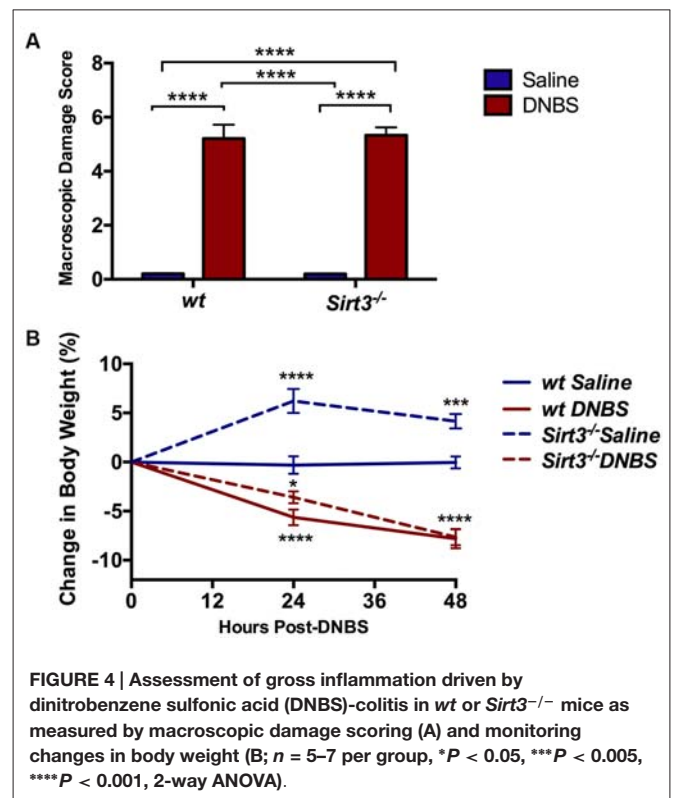 A
Macroscopic Damage Score
8
6
4
2
0
****
****
****
****
wt
Sirt3-/-
Saline
DNBS
B
Change in Body Weight (%)
10
5
0
-5
-10
****
***
*
****
****
0
12
24
36
48
Hours Post-DNBS
wt Saline
wt DNBS
Sirt3-/-Saline
Sirt3-/-DNBS
FIGURE 4 | Assessment of gross inflammation driven by
dinitrobenzene sulfonic acid (DNBS)-colitis in wt or Sirt3−/− mice as
measured by macroscopic damage scoring (A) and monitoring
changes in body weight (B; n = 5–7 per group, *P < 0.05, ***P < 0.005,
****P < 0.001, 2-way ANOVA).